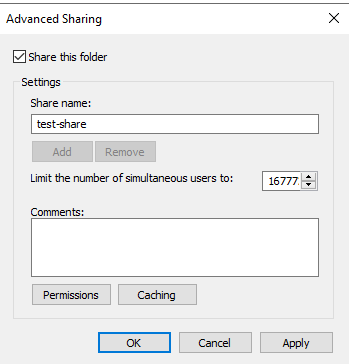 Advanced Sharing
Share this folder
Settings
Share name:
test-share
Add Remove
Limit the number of simultaneous users to: 16777
Comments:
Permissions Caching
OK Cancel Apply